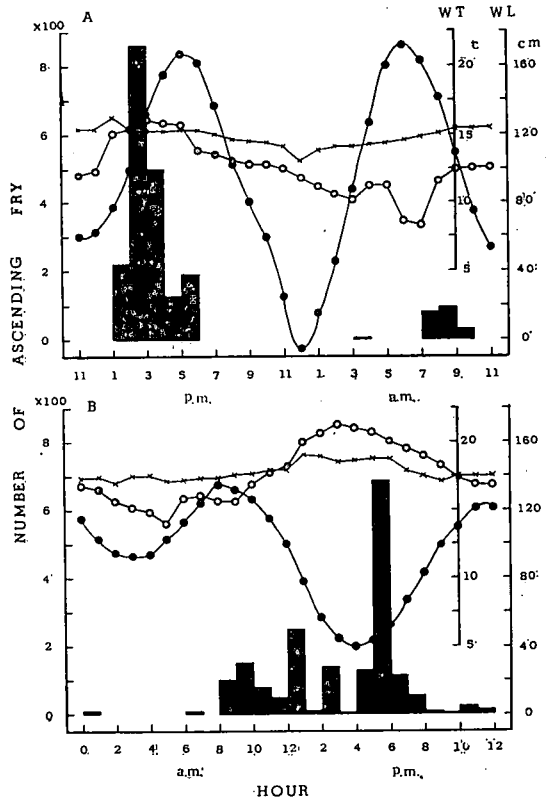 WT WL
x100 A t cm
8 20 160
6 15 120
4 10 80
2 5 40
0 0
11 1 3 5 7 9 11 1 3 5 7 9 11
p.m. a.m.
x100 B
8 20 160
6 120
4 10 80
2 5 40
0 0
0 2 4 6 8 10 12 2 4 6 8 10 12
a.m. p.m.
HOUR
NUMBER OF ASCENDING FRY